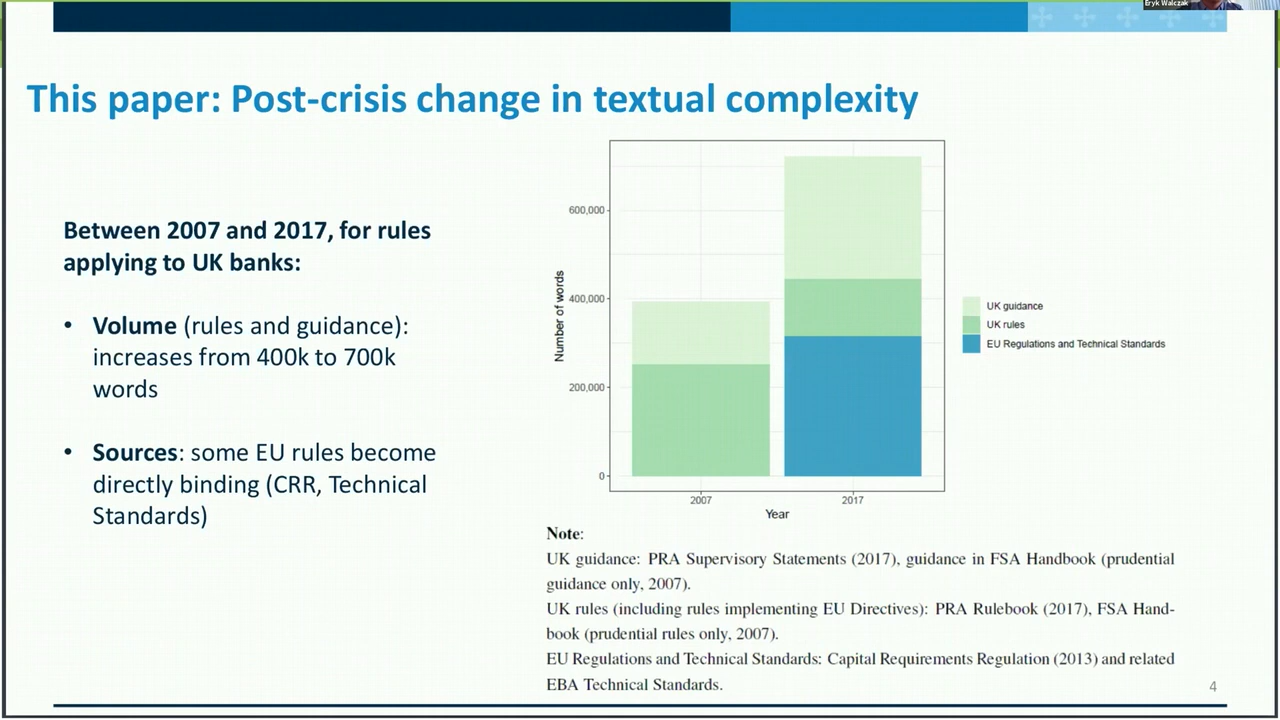 Eryk Walczak
This paper: Post-crisis change in textual complexity
Between 2007 and 2017, for rules
applying to UK banks:
• Volume (rules and guidance):
increases from 400k to 700k
words
• Sources: some EU rules become
directly binding (CRR, Technical
Standards)
Number of words
600,000
400,000
200,000
0
2007
2017
Year
UK guidance
UK rules
EU Regulations and Technical Standards
Note:
UK guidance: PRA Supervisory Statements (2017), guidance in FSA Handbook (prudential
guidance only, 2007).
UK rules (including rules implementing EU Directives): PRA Rulebook (2017), FSA Hand-
book (prudential rules only, 2007).
EU Regulations and Technical Standards: Capital Requirements Regulation (2013) and related
EBA Technical Standards.
4